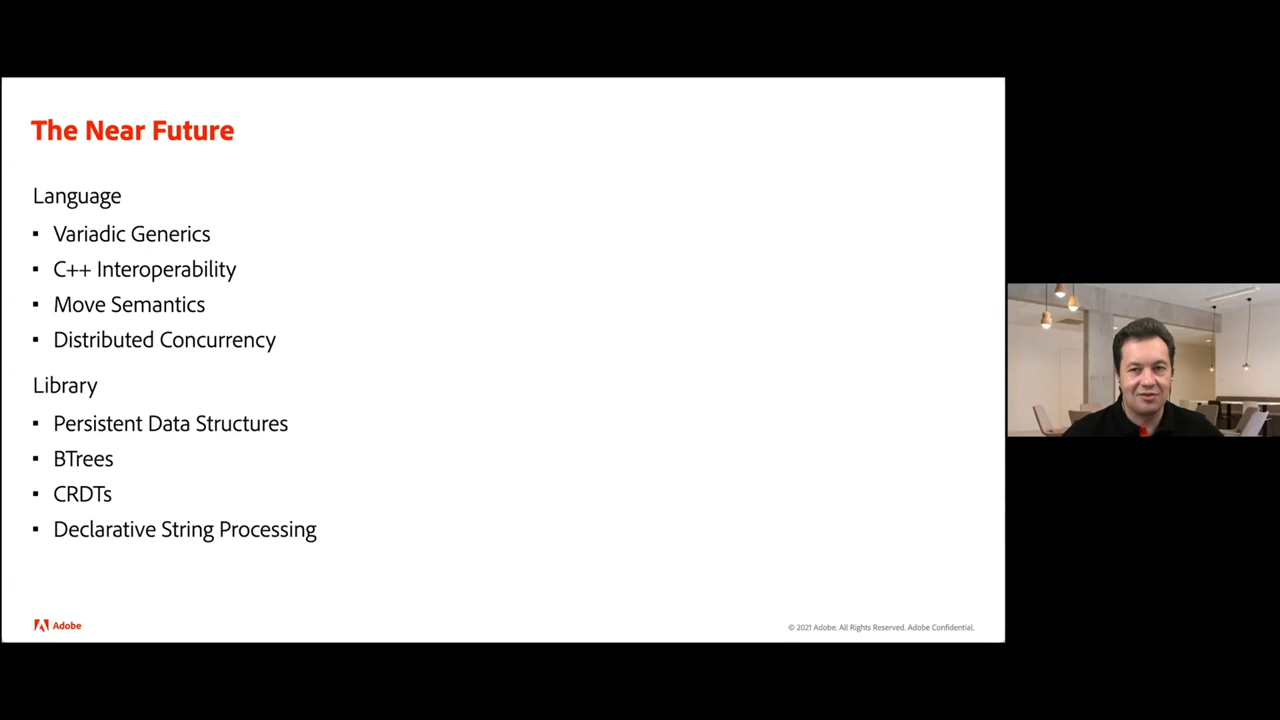 The Near Future
Language
▪ Variadic Generics
▪ C++ Interoperability
▪ Move Semantics
▪ Distributed Concurrency
Library
▪ Persistent Data Structures
▪ BTrees
▪ CRDTs
▪ Declarative String Processing
Adobe
© 2021 Adobe. All Rights Reserved. Adobe Confidential.